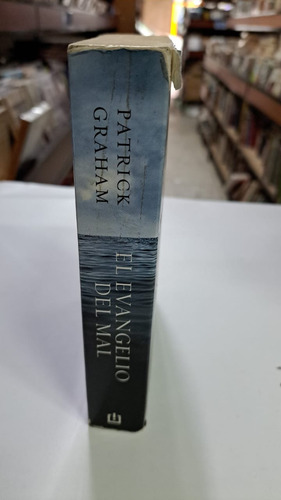 PATRICK
GRAHAM
EL EVANGELIO
DEL MAL